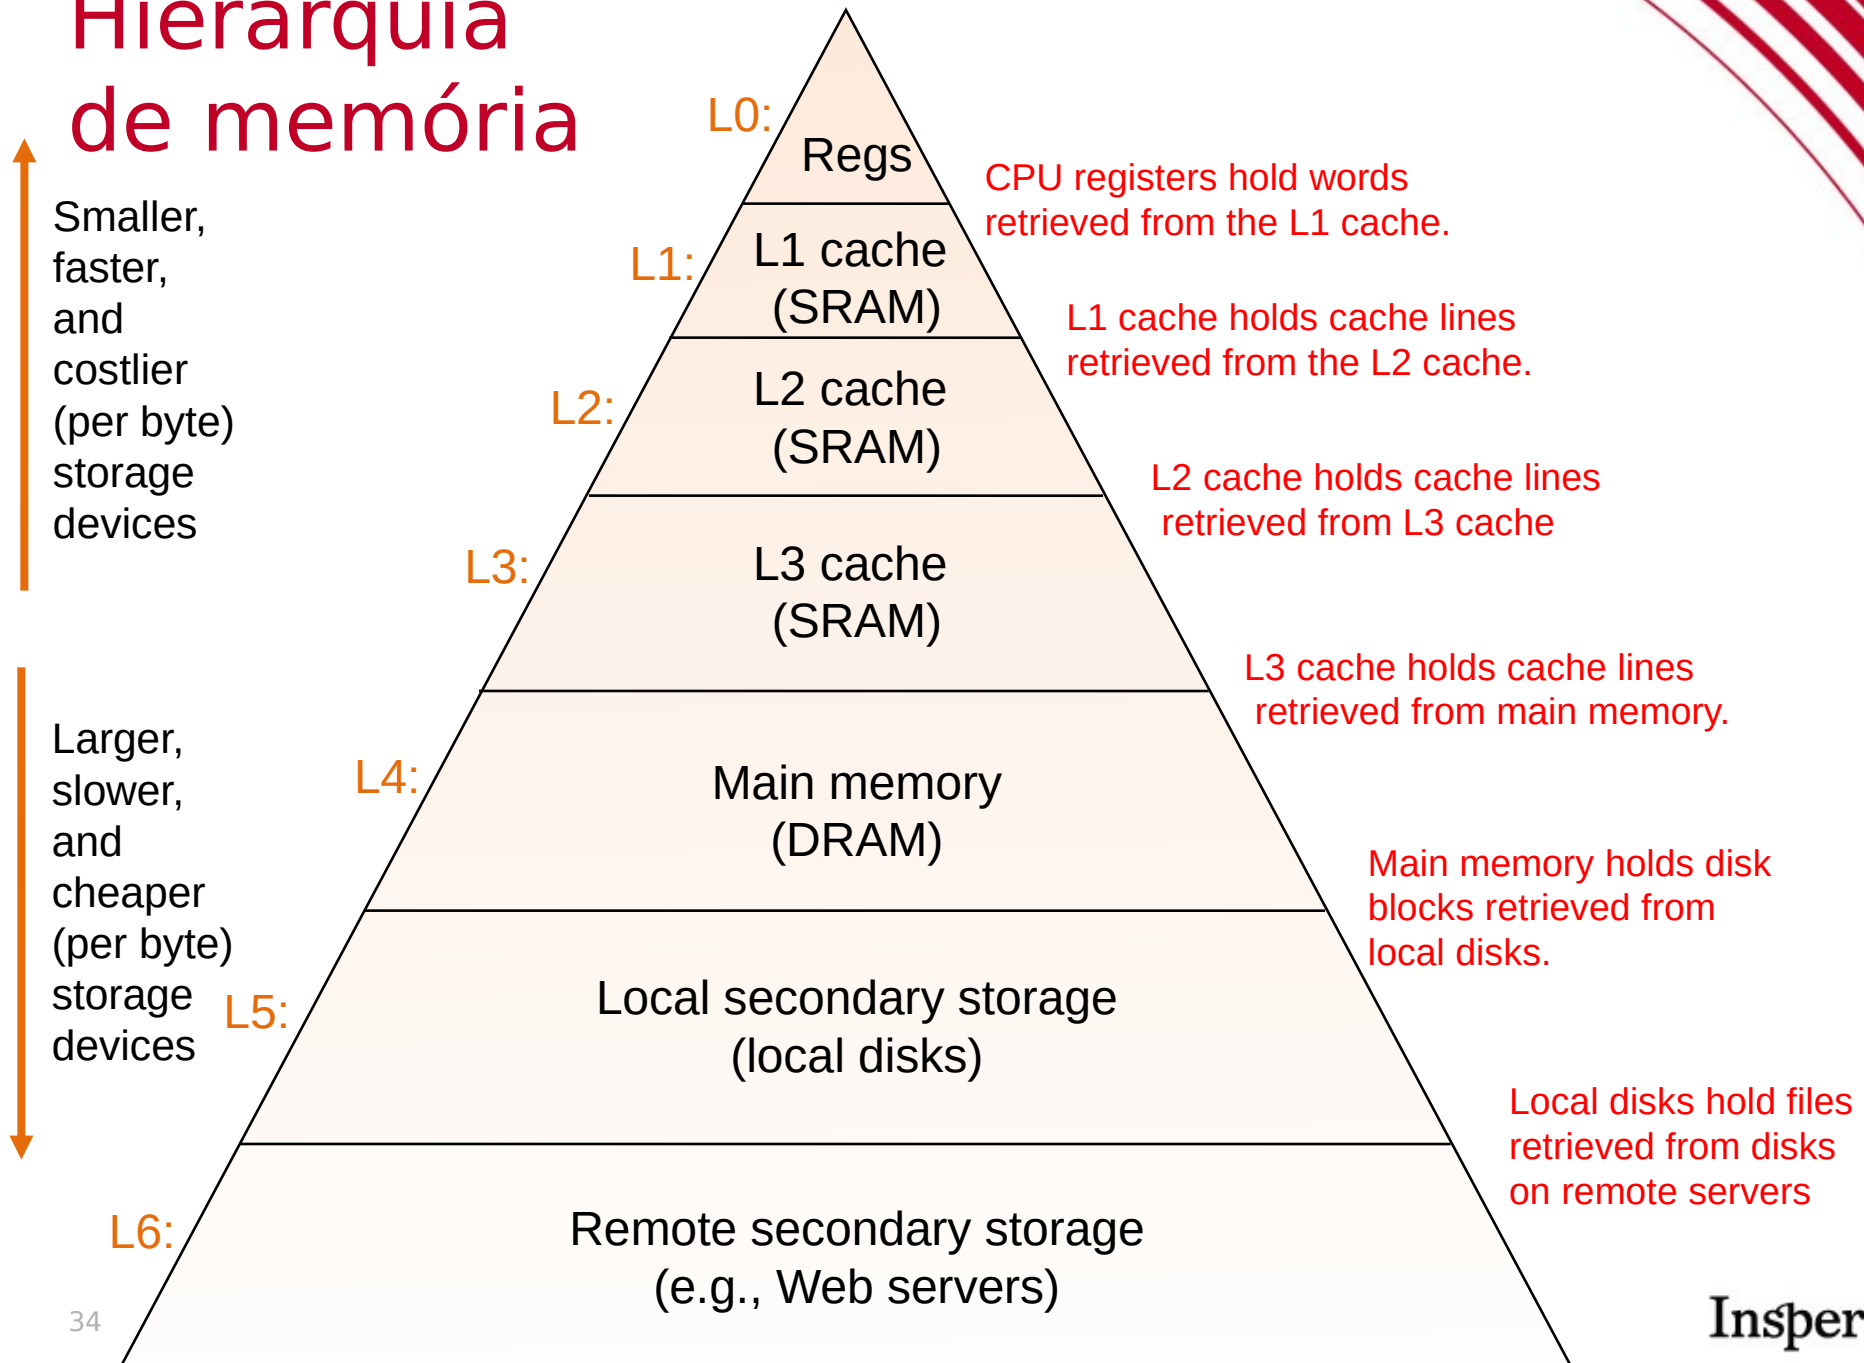 Hierarquia
de memória
Smaller,
faster,
and
costlier
(per byte)
storage
devices
Larger,
slower,
and
cheaper
(per byte)
storage
devices
L0:
Regs
CPU registers hold words
retrieved from the L1 cache.
L1:
L1 cache
(SRAM)
L1 cache holds cache lines
retrieved from the L2 cache.
L2:
L2 cache
(SRAM)
L2 cache holds cache lines
retrieved from L3 cache
L3:
L3 cache
(SRAM)
L3 cache holds cache lines
retrieved from main memory.
L4:
Main memory
(DRAM)
Main memory holds disk
blocks retrieved from
local disks.
L5:
Local secondary storage
(local disks)
Local disks hold files
retrieved from disks
on remote servers
L6:
Remote secondary storage
(e.g., Web servers)
34
Insper